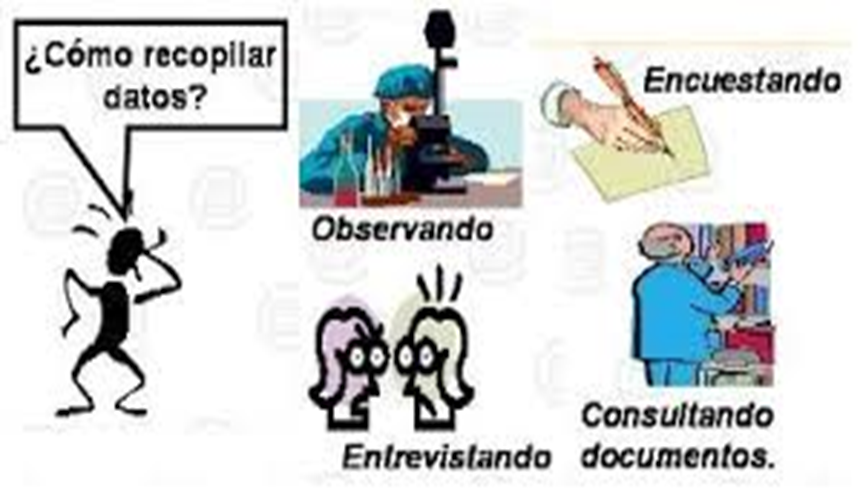 ¿Cómo recopilar
datos?
Encuestando
Observando
Entrevistando
Consultando
documentos.